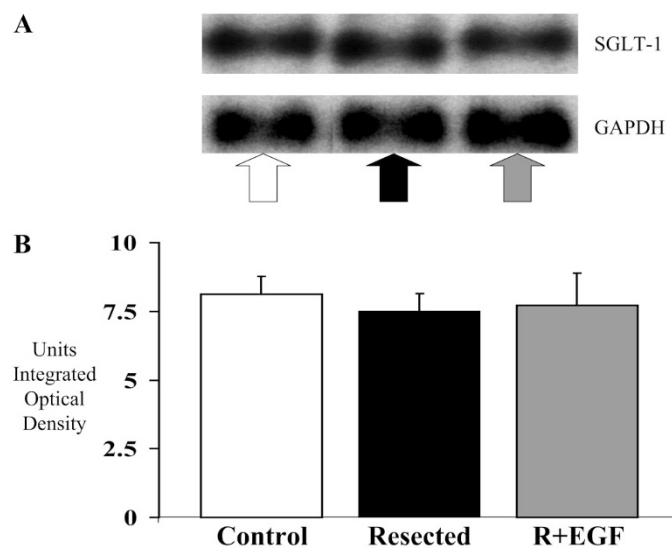 A
SGLT-1
GAPDH
B
10
7.5
5
2.5
0
Units
Integrated
Optical
Density
Control Resected R+EGF